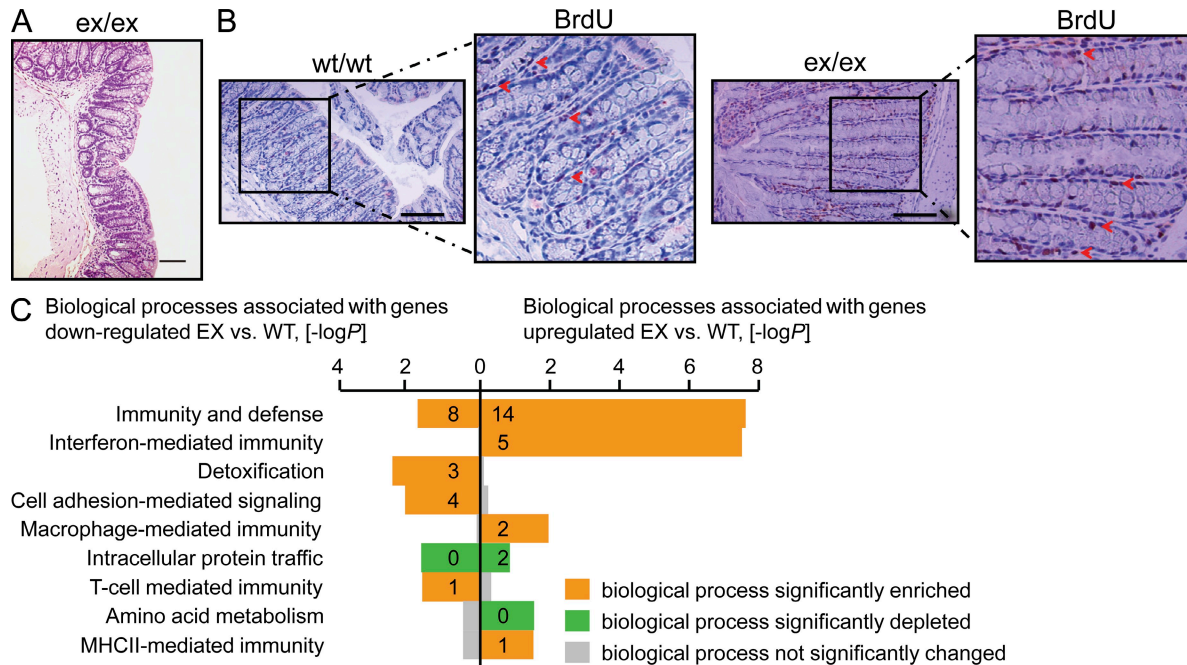 A
ex/ex
B
wt/wt
BrdU
ex/ex
BrdU
C
Biological processes associated with genes
down-regulated EX vs. WT, [-logP]
Biological processes associated with genes
upregulated EX vs. WT, [-logP]
4 2 0 2 4 6 8
Immunity and defense 8 14
Interferon-mediated immunity 5
Detoxification 3
Cell adhesion-mediated signaling 4
Macrophage-mediated immunity 2
Intracellular protein traffic 0 2
T-cell mediated immunity 1
Amino acid metabolism 0
MHCII-mediated immunity 1
biological process significantly enriched
biological process significantly depleted
biological process not significantly changed